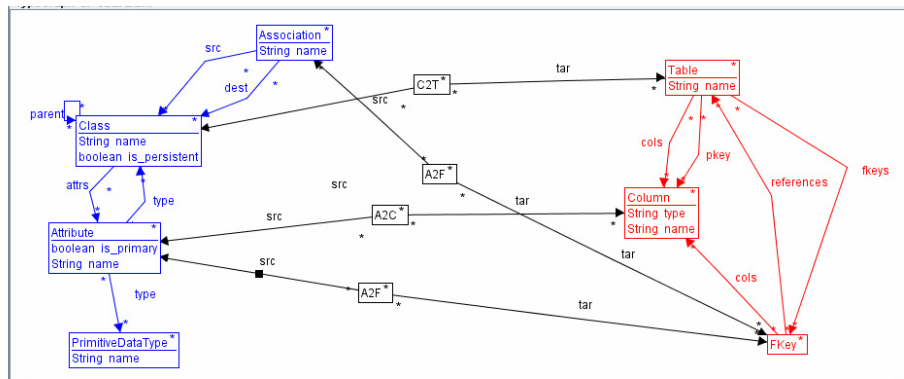 Association *
String name
src
*
dest
*
parent
*
*
Class *
String name
boolean is_persistent
attrs
*
*
type
*
Attribute *
boolean is_primary
String name
*
type
*
PrimitiveDataType *
String name
C2T *
src
*
*
tar
*
A2F *
*
*
src
tar
tar
*
A2C *
src
*
*
tar
*
A2F *
src
*
*
tar
*
Table *
String name
*
*
*
cols
pkey
*
*
*
references
fkeys
Column *
String type
String name
*
cols
*
*
*
FKey *